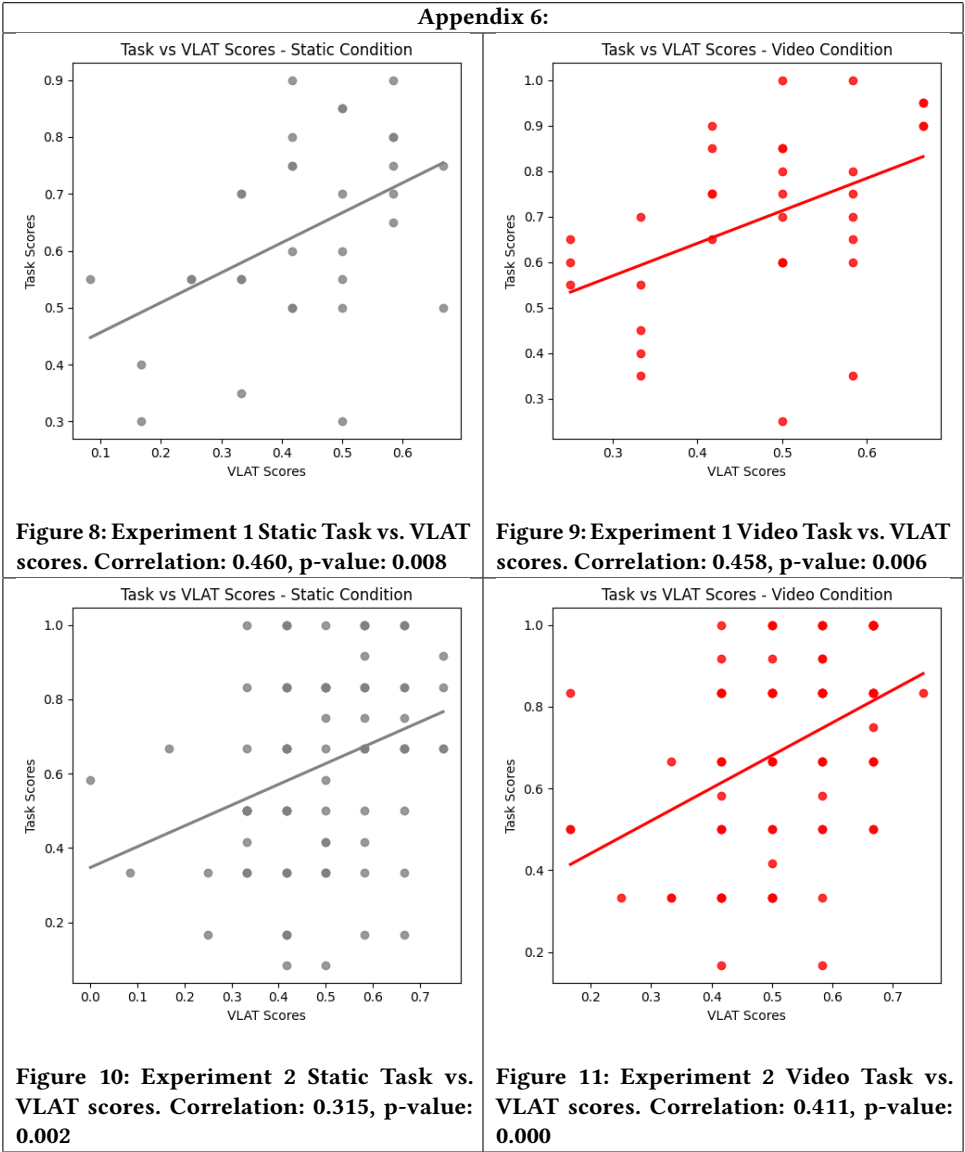 Appendix 6:
Task vs VLAT Scores - Static Condition
0.9
0.8
0.7
0.6
0.5
0.4
0.3
Task Scores
0.1 0.2 0.3 0.4 0.5 0.6
VLAT Scores
Figure 8: Experiment 1 Static Task vs. VLAT
scores. Correlation: 0.460, p-value: 0.008
Task vs VLAT Scores - Video Condition
1.0
0.9
0.8
0.7
0.6
0.5
0.4
0.3
Task Scores
0.3 0.4 0.5 0.6
VLAT Scores
Figure 9: Experiment 1 Video Task vs. VLAT
scores. Correlation: 0.458, p-value: 0.006
Task vs VLAT Scores - Static Condition
1.0
0.8
0.6
0.4
0.2
Task Scores
0.0 0.1 0.2 0.3 0.4 0.5 0.6 0.7
VLAT Scores
Figure 10: Experiment 2 Static Task vs.
VLAT scores. Correlation: 0.315, p-value:
0.002
Task vs VLAT Scores - Video Condition
1.0
0.8
0.6
0.4
0.2
Task Scores
0.2 0.3 0.4 0.5 0.6 0.7
VLAT Scores
Figure 11: Experiment 2 Video Task vs.
VLAT scores. Correlation: 0.411, p-value:
0.000